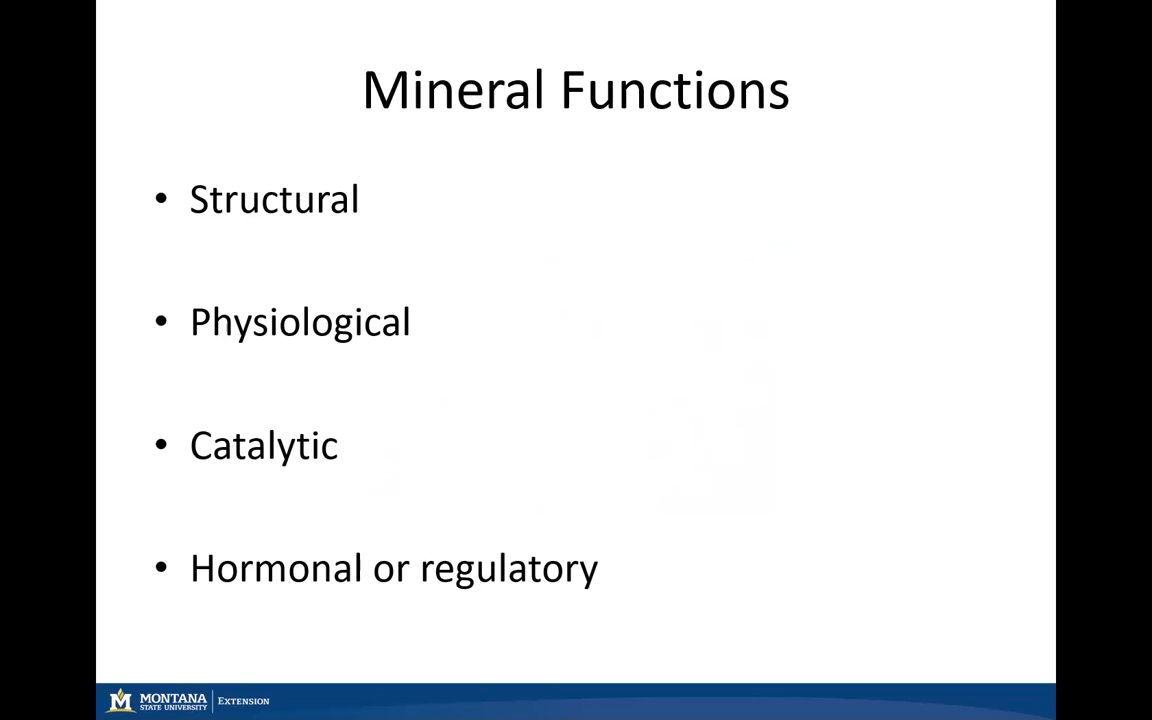 Mineral Functions
• Structural
• Physiological
• Catalytic
• Hormonal or regulatory
M MONTANA STATE UNIVERSITY | EXTENSION